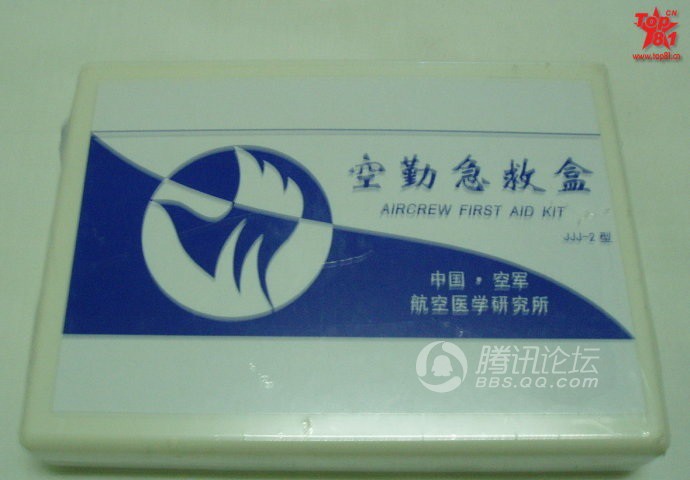 Top81.CN
www.top81.cn
空勤急救盒
AIRCREW FIRST AID KIT
JJJ-2型
中国·空军
航空医学研究所
腾讯论坛
BBS.QQ.COM